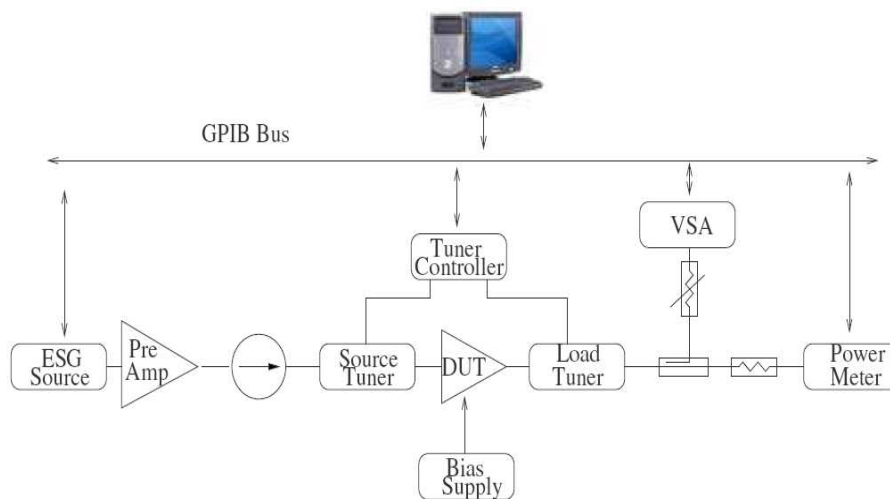 GPIB Bus
VSA
Tuner
Controller
ESG
Source
Pre
Amp
Source
Tuner
DUT
Load
Tuner
Power
Meter
Bias
Supply